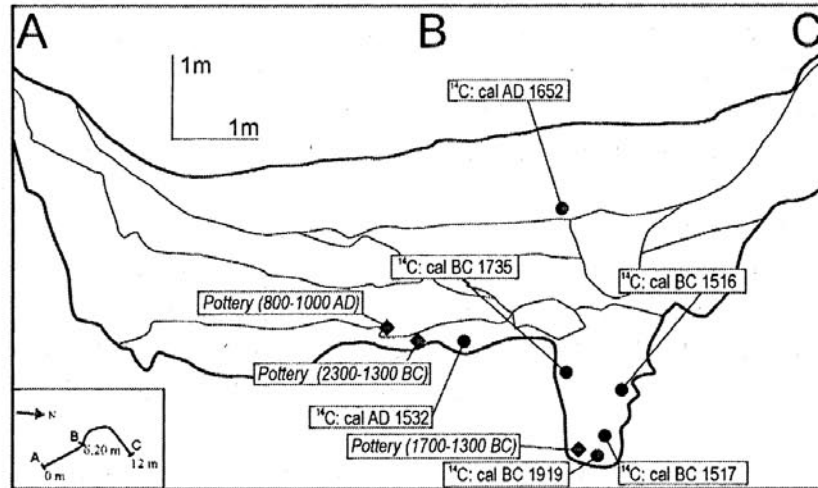 A
B
C
1m
1m
14C: cal AD 1652
14C: cal BC 1735
14C: cal BC 1516
Pottery (800-1000 AD)
Pottery (2300-1300 BC)
14C: cal AD 1532
Pottery (1700-1300 BC)
14C: cal BC 1919
14C: cal BC 1517
N
A
B
C
0 m
6,20 m
12 m